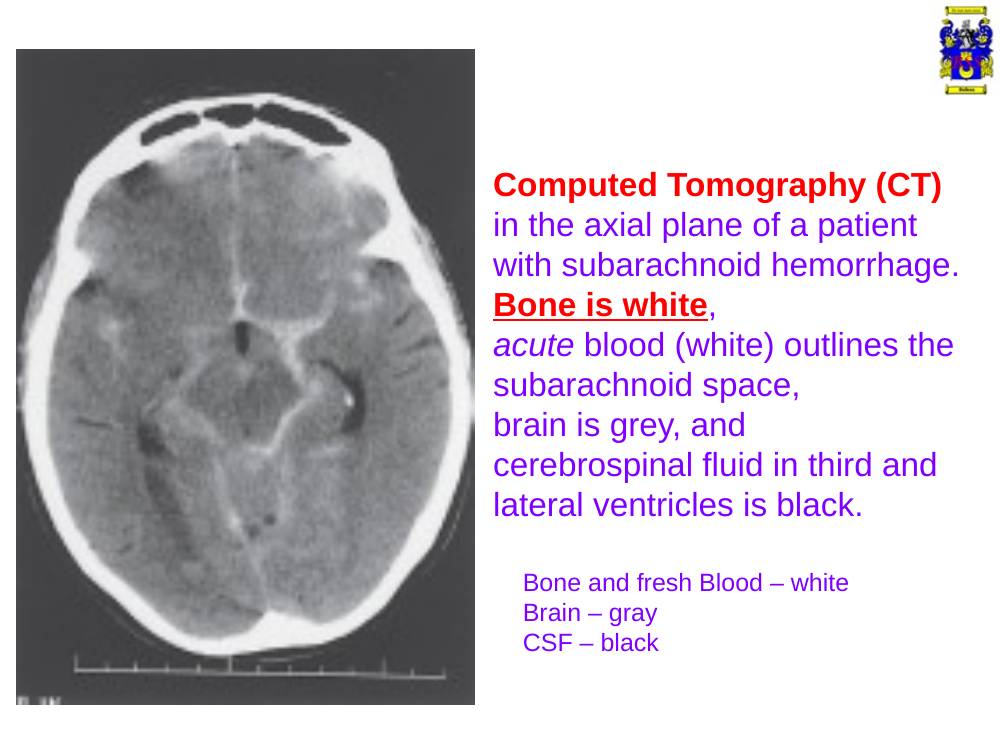 Computed Tomography (CT)
in the axial plane of a patient
with subarachnoid hemorrhage.
Bone is white,
acute blood (white) outlines the
subarachnoid space,
brain is grey, and
cerebrospinal fluid in third and
lateral ventricles is black.
Bone and fresh Blood – white
Brain – gray
CSF – black